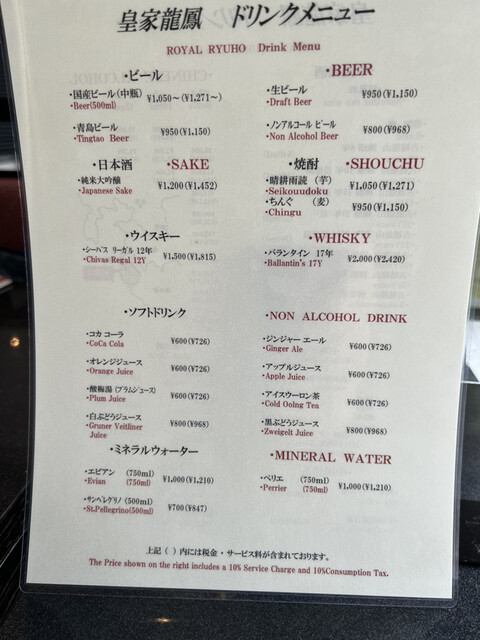 皇家龍鳳　ドリンクメニュー
ROYAL RYUHO Drink Menu
・ビール
・BEER
・国産ビール(中瓶) ¥1,050～(¥1,271～)
・Beer(500ml)
・生ビール ¥950(¥1,150)
・Draft Beer
・青島ビール ¥950(¥1,150)
・Tingtao Beer
・ノンアルコール ビール ¥800(¥968)
・Non Alcohol Beer
・日本酒 ・SAKE
・焼酎 ・SHOUCHU
・純米大吟醸 ¥1,200(¥1,452)
・Japanese Sake
・晴耕雨読 (芋) ¥1,050(¥1,271)
・Seikouudoku
・ちんぐ (麦) ¥950(¥1,150)
・Chingu
・ウイスキー
・WHISKY
・シーバス リーガル 12年 ¥1,500(¥1,815)
・Chivas Regal 12Y
・バランタイン 17年 ¥2,000(¥2,420)
・Ballantin's 17Y
・ソフトドリンク
・NON ALCOHOL DRINK
・コカ コーラ ¥600(¥726)
・CoCa Cola
・ジンジャー エール ¥600(¥726)
・Ginger Ale
・オレンジジュース ¥600(¥726)
・Orange Juice
・アップルジュース ¥600(¥726)
・Apple Juice
・酸梅湯 (プラムジュース) ¥600(¥726)
・Plum Juice
・アイスウーロン茶 ¥600(¥726)
・Cold Oolng Tea
・白ぶどうジュース ¥800(¥968)
・Gruner Veitliner
Juice
・黒ぶどうジュース ¥800(¥968)
・Zweigelt Juice
・ミネラルウォーター
・MINERAL WATER
・エビアン (750ml) ¥1,000(¥1,210)
・Evian (750ml)
・ペリエ (750ml) ¥1,000(¥1,210)
・Perrier (750ml)
・サンペレグリノ(500ml) ¥700(¥847)
・St.Pellegrino(500ml)
上記（ ）内には税金・サービス料が含まれております。
The Price shown on the right includes a 10% Service Charge and 10%Consumption Tax.